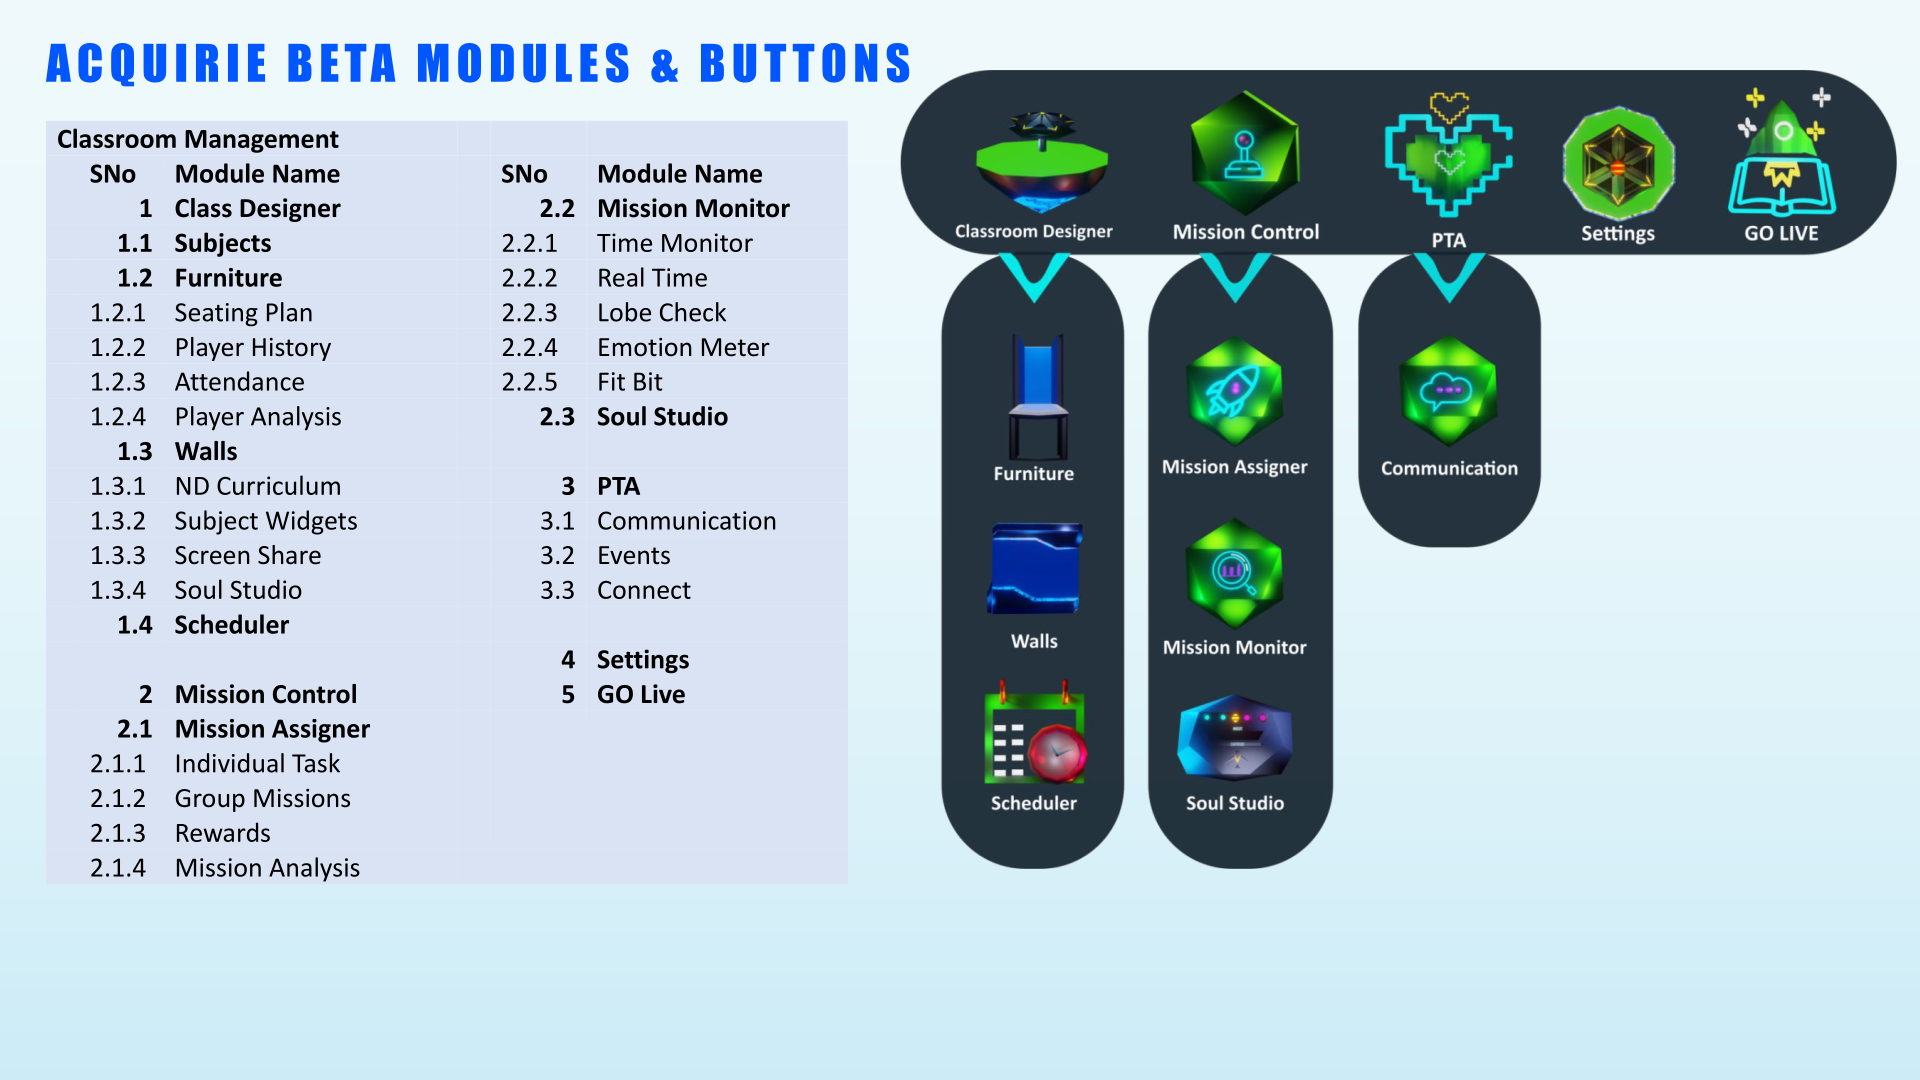 ACQUIRIE BETA MODULES & BUTTONS
Classroom Management
SNo Module Name
1 Class Designer
1.1 Subjects
1.2 Furniture
1.2.1 Seating Plan
1.2.2 Player History
1.2.3 Attendance
1.2.4 Player Analysis
1.3 Walls
1.3.1 ND Curriculum
1.3.2 Subject Widgets
1.3.3 Screen Share
1.3.4 Soul Studio
1.4 Scheduler
2 Mission Control
2.1 Mission Assigner
2.1.1 Individual Task
2.1.2 Group Missions
2.1.3 Rewards
2.1.4 Mission Analysis
SNo Module Name
2.2 Mission Monitor
2.2.1 Time Monitor
2.2.2 Real Time
2.2.3 Lobe Check
2.2.4 Emotion Meter
2.2.5 Fit Bit
2.3 Soul Studio
3 PTA
3.1 Communication
3.2 Events
3.3 Connect
4 Settings
5 GO Live
Classroom Designer
Mission Control
PTA
Settings
GO LIVE
Furniture
Walls
Scheduler
Mission Assigner
Mission Monitor
Soul Studio
Communication